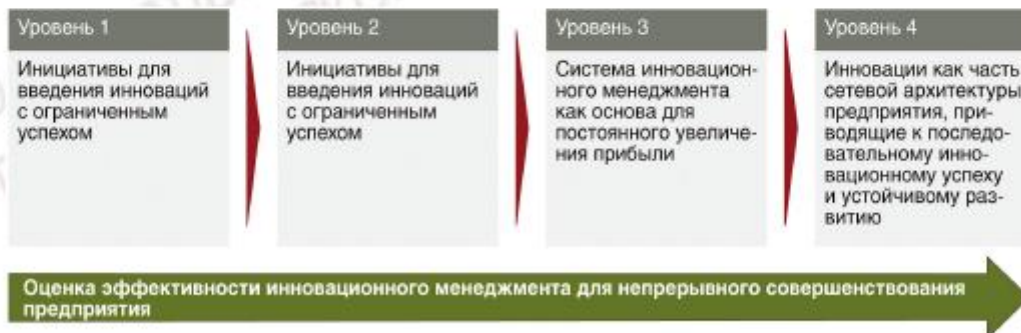 Уровень 1
Инициативы для
введения инноваций
с ограниченным
успехом
Уровень 2
Инициативы для
введения инноваций
с ограниченным
успехом
Уровень 3
Система инновацион-
ного менеджмента
как основа для
постоянного увеличе-
ния прибыли
Уровень 4
Инновации как часть
сетевой архитектуры
предприятия, при-
водящие к последо-
вательному инно-
вационному успеху
и устойчивому раз-
витию
Оценка эффективности инновационного менеджмента для непрерывного совершенствования
предприятия